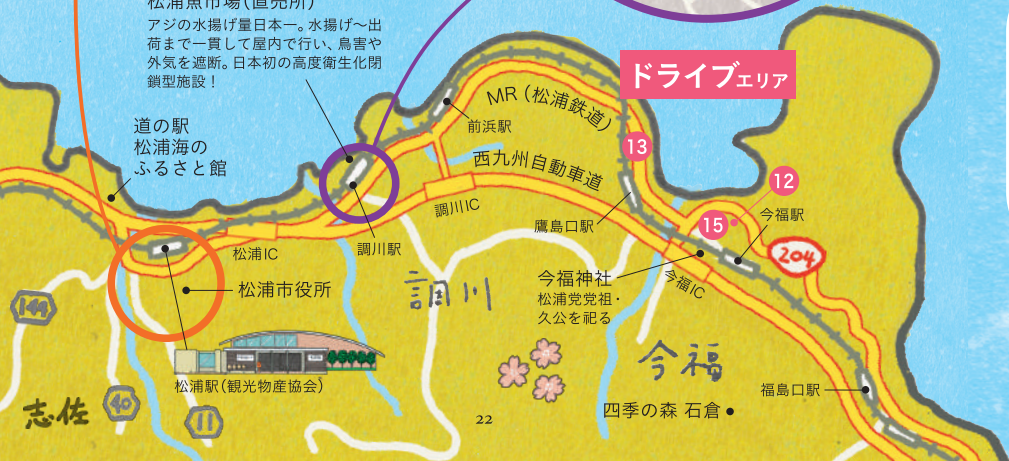 松浦魚市場(直売所)
アジの水揚げ量日本一。水揚げ〜出
荷まで一貫して屋内で行い、鳥害や
外気を遮断。日本初の高度衛生化閉
鎖型施設！
ドライブエリア
MR（松浦鉄道）
前浜駅
道の駅
松浦海の
ふるさと館
西九州自動車道
13
12
調川IC
鷹島口駅
15
今福駅
松浦IC
調川駅
204
今福神社
松浦党党祖・
久公を祀る
今福IC
松浦市役所
調川
144
松浦駅（観光物産協会）
今福
福島口駅
志佐
40
11
22
四季の森 石倉